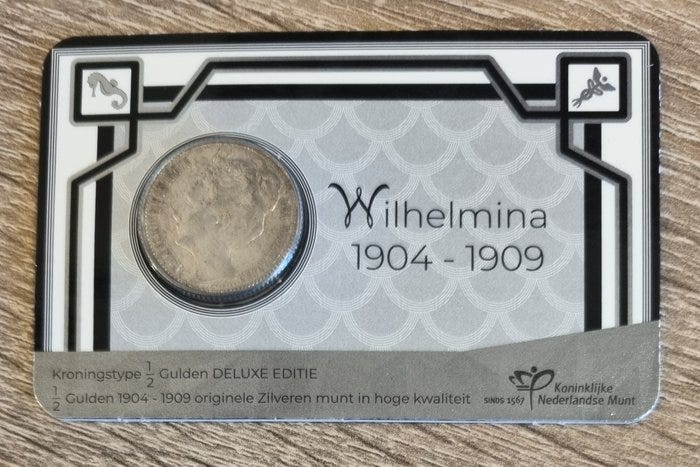 Wilhelmina
1904 - 1909
Kroningstype 1/2 Gulden DELUXE EDITIE
1/2 Gulden 1904 - 1909 originele Zilveren munt in hoge kwaliteit
SINDS 1567
Koninklijke
Nederlandse Munt